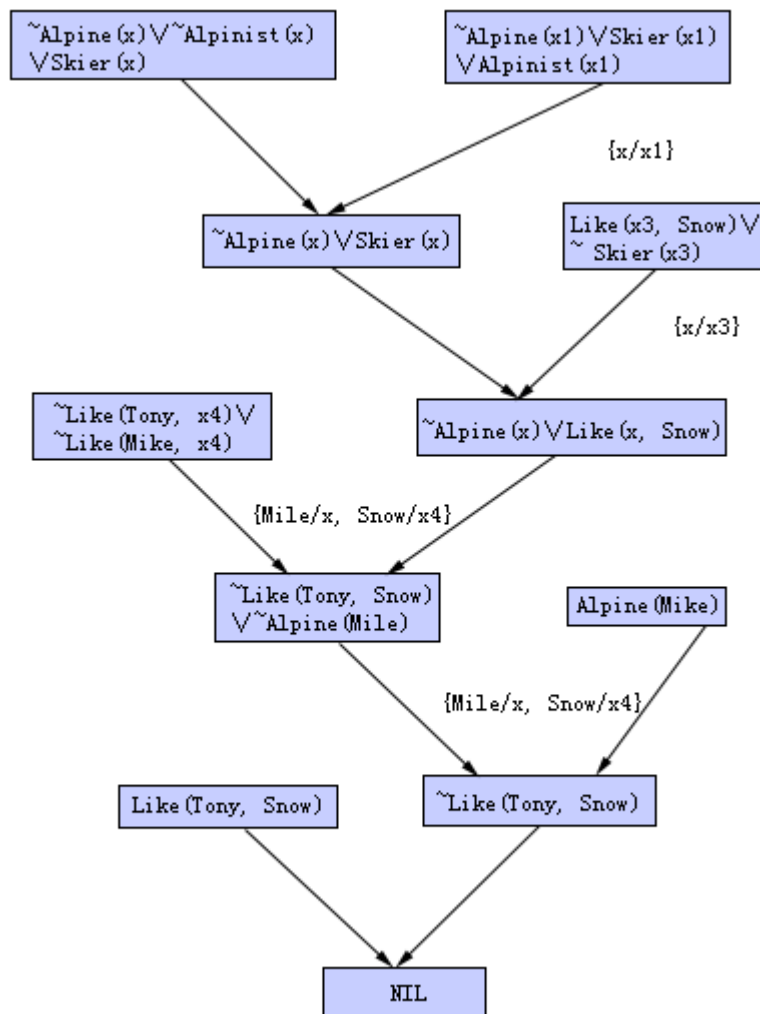 ~Alpine(x)∨~Alpinist(x)
∨Skier(x)
~Alpine(x1)∨Skier(x1)
∨Alpinist(x1)
{x/x1}
~Alpine(x)∨Skier(x)
Like(x3, Snow)∨
~ Skier(x3)
{x/x3}
~Like(Tony, x4)∨
~Like(Mike, x4)
~Alpine(x)∨Like(x, Snow)
{Mile/x, Snow/x4}
~Like(Tony, Snow)
∨~Alpine(Mile)
Alpine(Mike)
{Mile/x, Snow/x4}
Like(Tony, Snow)
~Like(Tony, Snow)
NIL